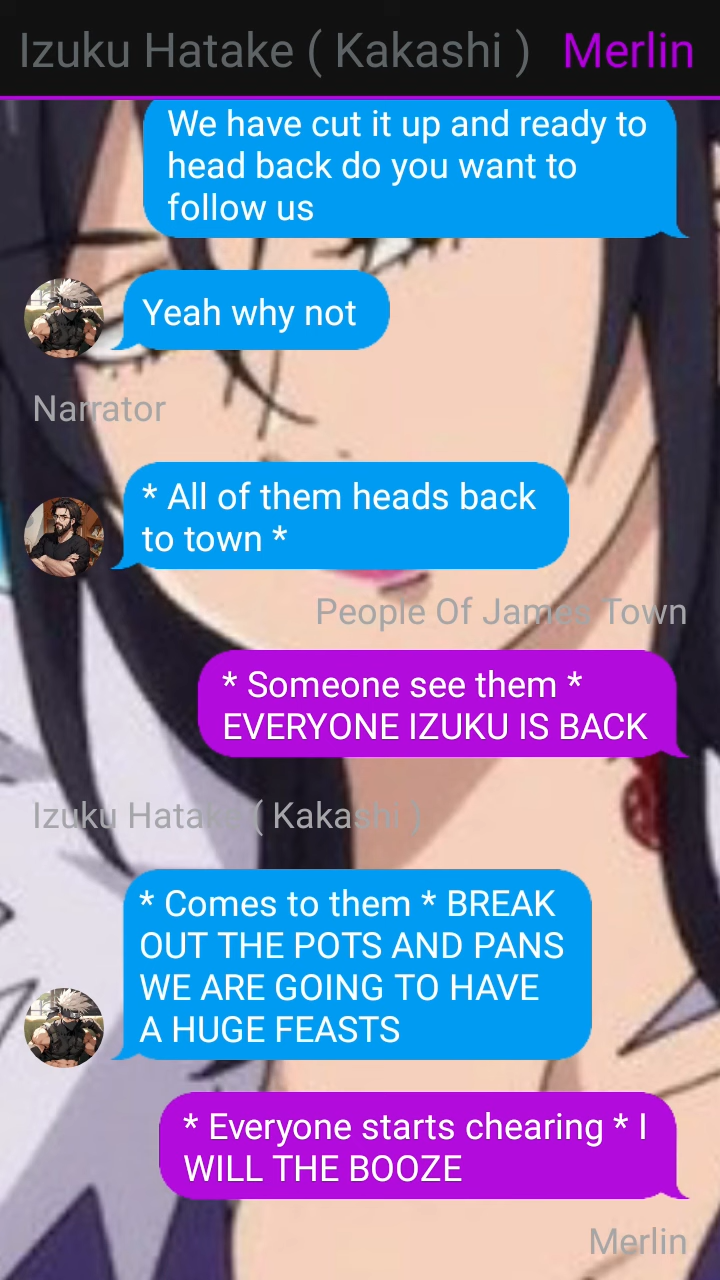 Izuku Hatake ( Kakashi ) Merlin
We have cut it up and ready to
head back do you want to
follow us
Yeah why not
Narrator
* All of them heads back
to town *
People Of James Town
* Someone see them *
EVERYONE IZUKU IS BACK
Izuku Hatake ( Kakashi )
* Comes to them * BREAK
OUT THE POTS AND PANS
WE ARE GOING TO HAVE
A HUGE FEASTS
* Everyone starts chearing * I
WILL THE BOOZE
Merlin